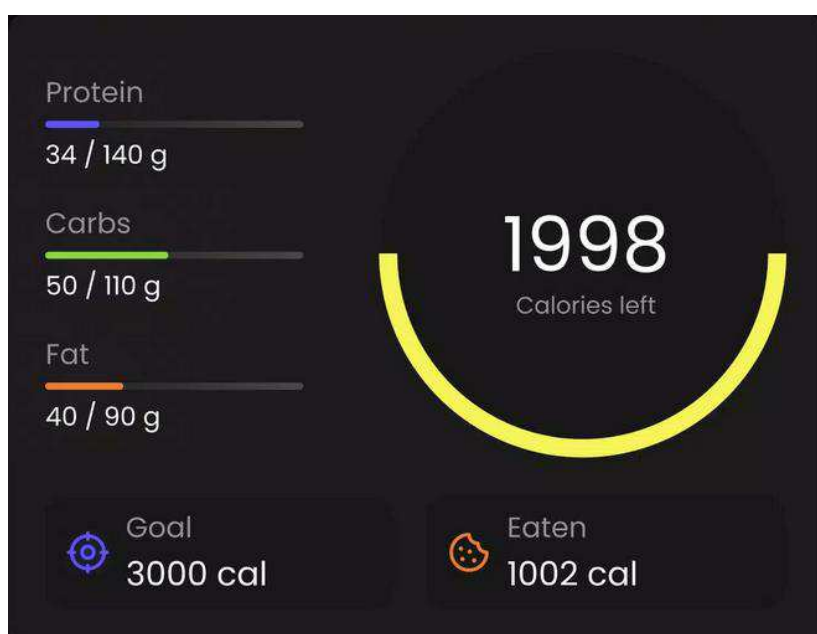 Protein
34 / 140 g
Carbs
50 / 110 g
Fat
40 / 90 g
1998
Calories left
Goal
3000 cal
Eaten
1002 cal